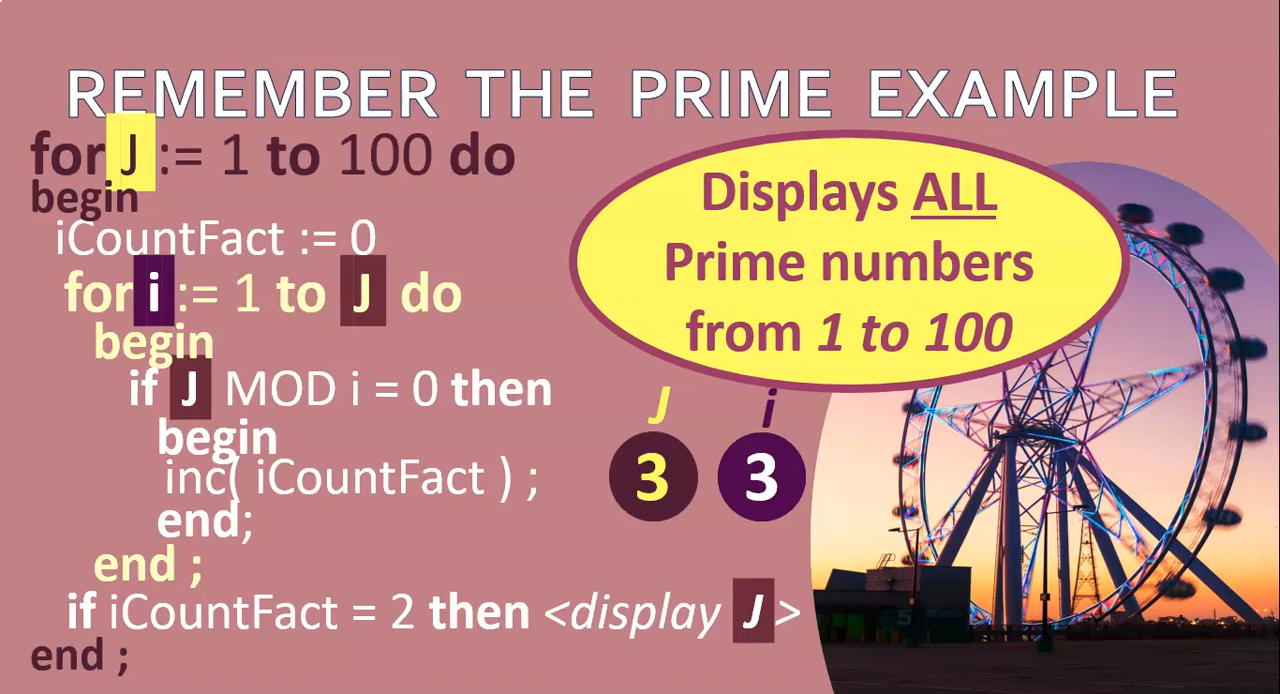 REMEMBER THE PRIME EXAMPLE
for J := 1 to 100 do
begin
iCountFact := 0
for i := 1 to J do
begin
if J MOD i = 0 then
begin
inc( iCountFact ) ;
end;
end ;
if iCountFact = 2 then <display J >
end ;
Displays ALL
Prime numbers
from 1 to 100
J i
3 3
5